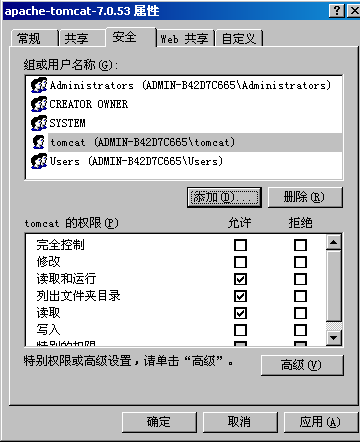 apache-tomcat-7.0.53 属性
常规 共享 安全 Web 共享 自定义
组或用户名称(G):
Administrators (ADMIN-B42D7C665\Administrators)
CREATOR OWNER
SYSTEM
tomcat (ADMIN-B42D7C665\tomcat)
Users (ADMIN-B42D7C665\Users)
添加(D)... 删除(R)
tomcat 的权限(P) 允许 拒绝
完全控制
修改
读取和运行
列出文件夹目录
读取
写入
特别的权限
特别权限或高级设置，请单击“高级”。 高级(V)
确定 取消 应用(A)